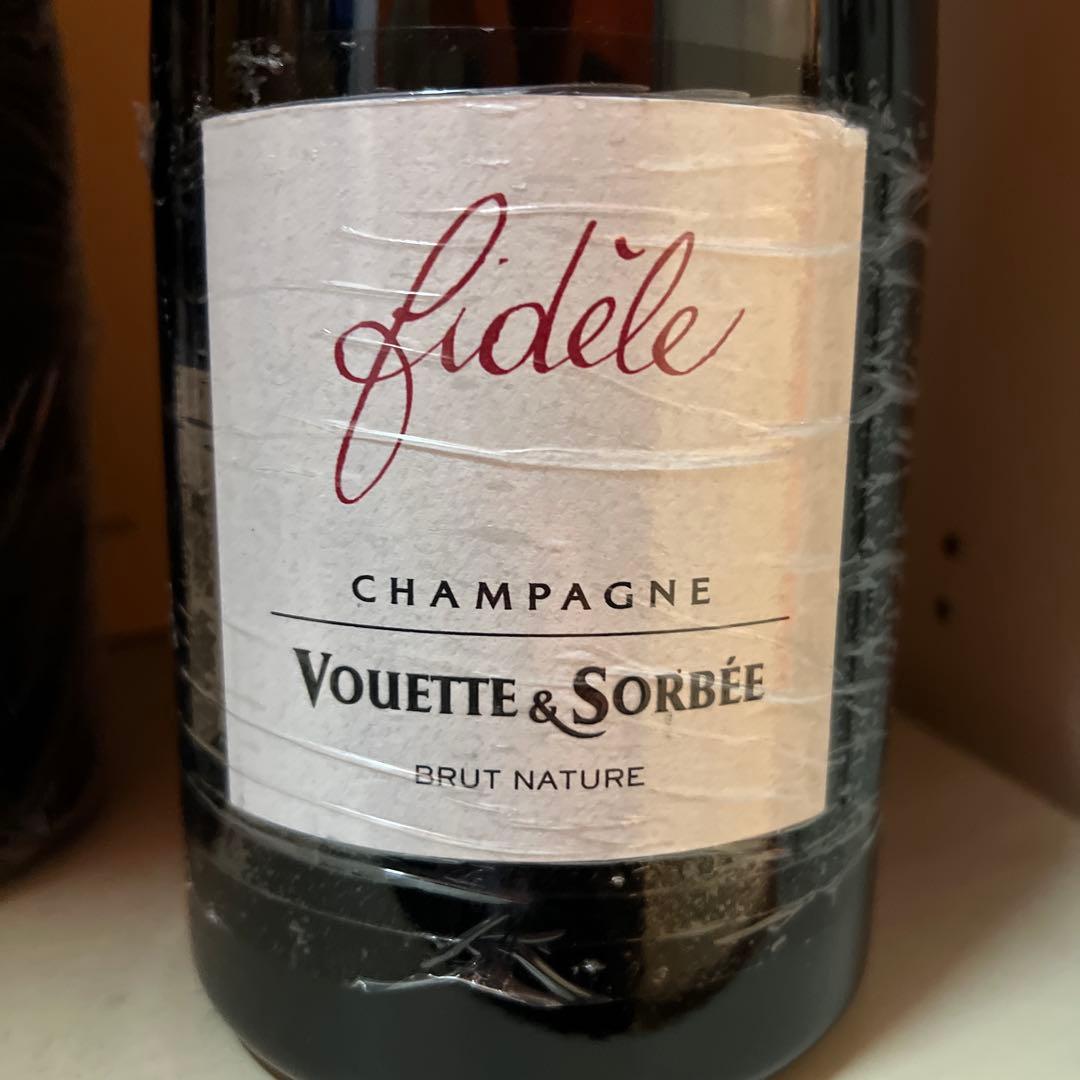 fidèle
CHAMPAGNE
VOUETTE & SORBÉE
BRUT NATURE